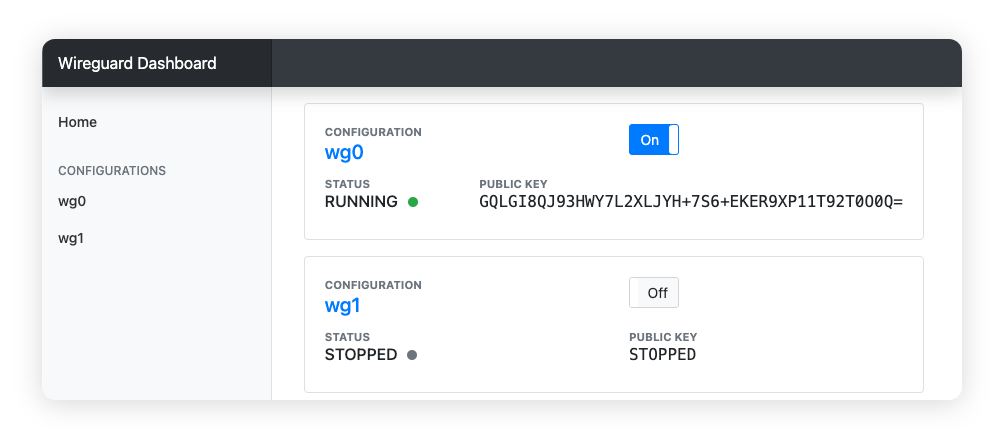 Wireguard Dashboard
Home
CONFIGURATIONS
wg0
wg1
CONFIGURATION
wg0
On
STATUS
RUNNING
PUBLIC KEY
GQLGI8QJ93HWY7L2XLJYH+7S6+EKER9XP11T92T0O0Q=
CONFIGURATION
wg1
Off
STATUS
STOPPED
PUBLIC KEY
STOPPED